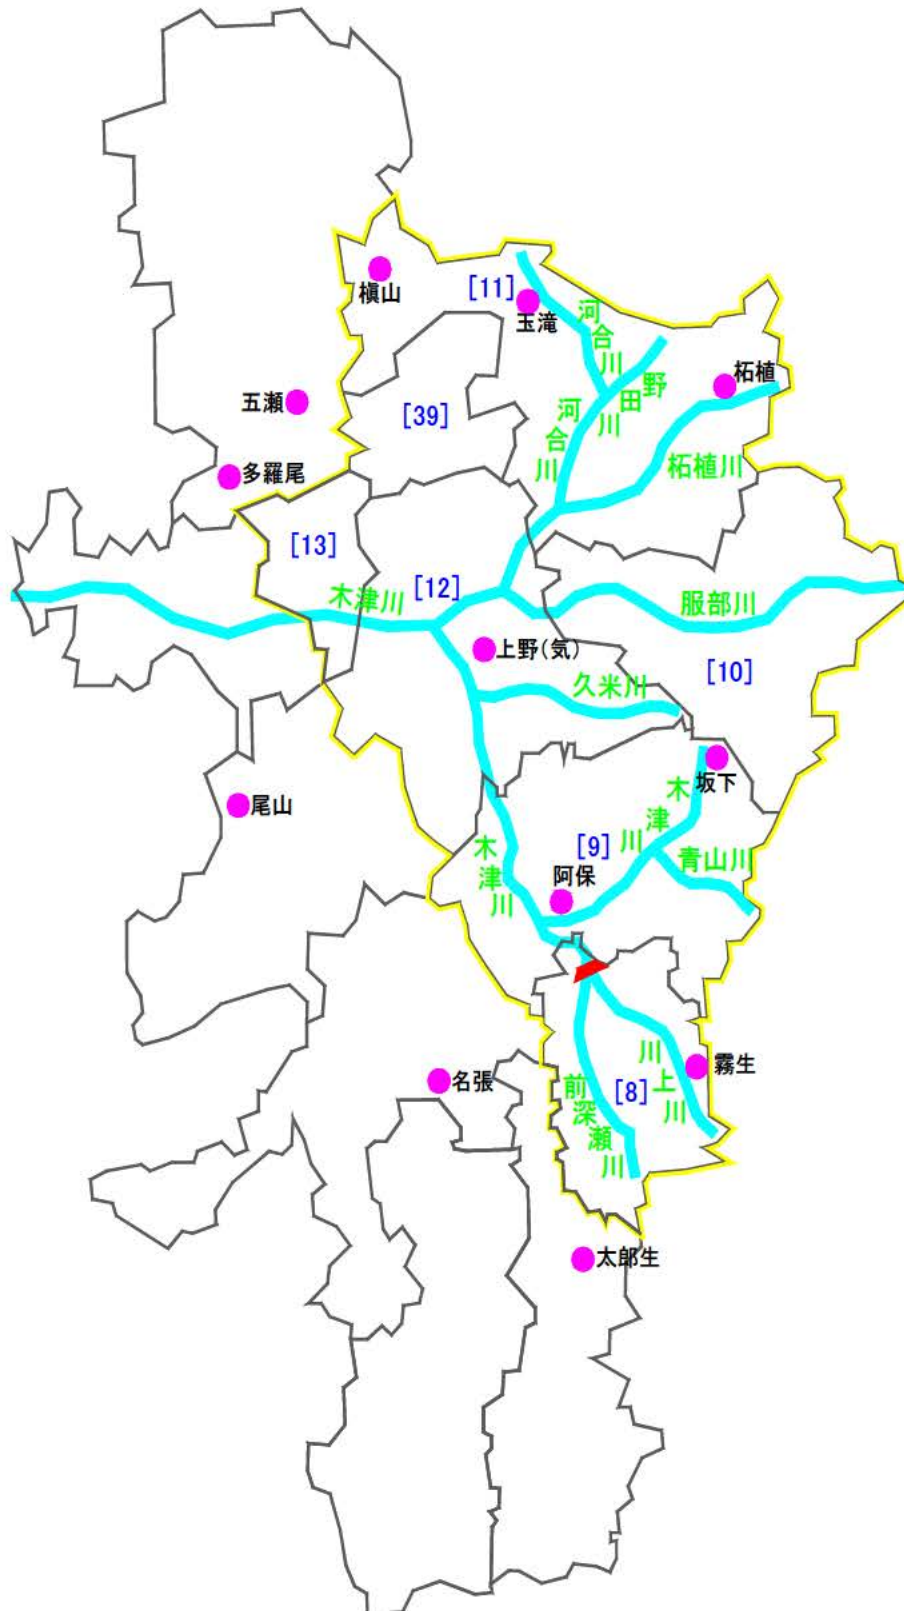 [11]
槇山
玉滝
河合川
柘植
野田川
五瀬
[39]
河合川
柘植川
多羅尾
[13]
[12]
木津川
服部川
上野(気)
[10]
久米川
坂下
木津川
尾山
[9]
青山川
木津川
阿保
霧生
川上川
名張
前深瀬川
[8]
太郎生